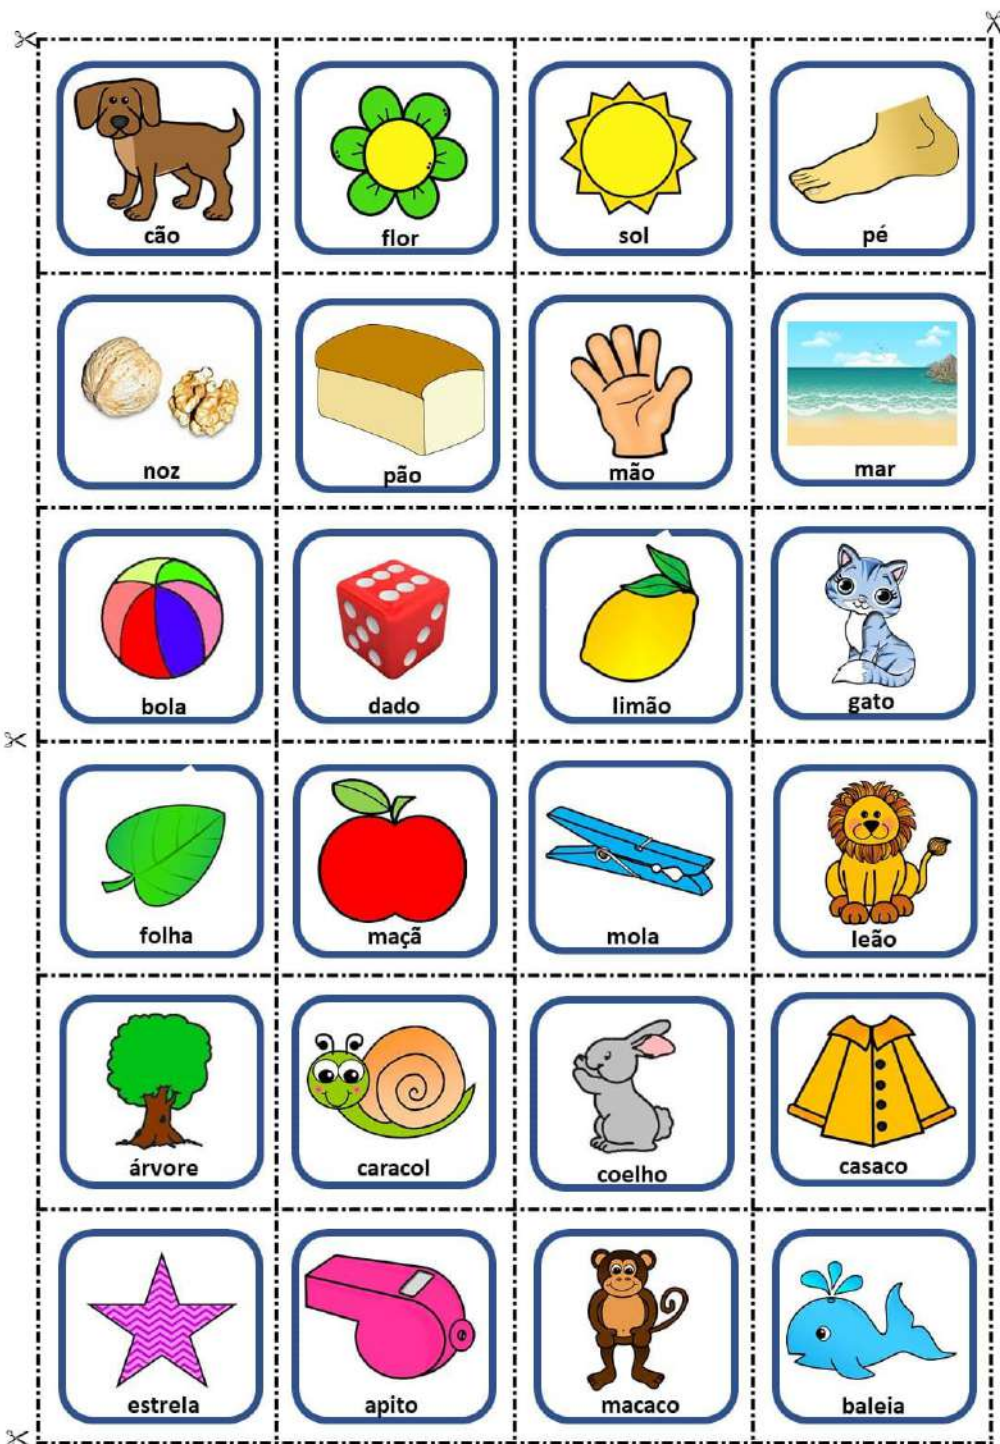 cão
flor
sol
pé
noz
pão
mão
mar
bola
dado
limão
gato
folha
maçã
mola
leão
árvore
caracol
coelho
casaco
estrela
apito
macaco
baleia